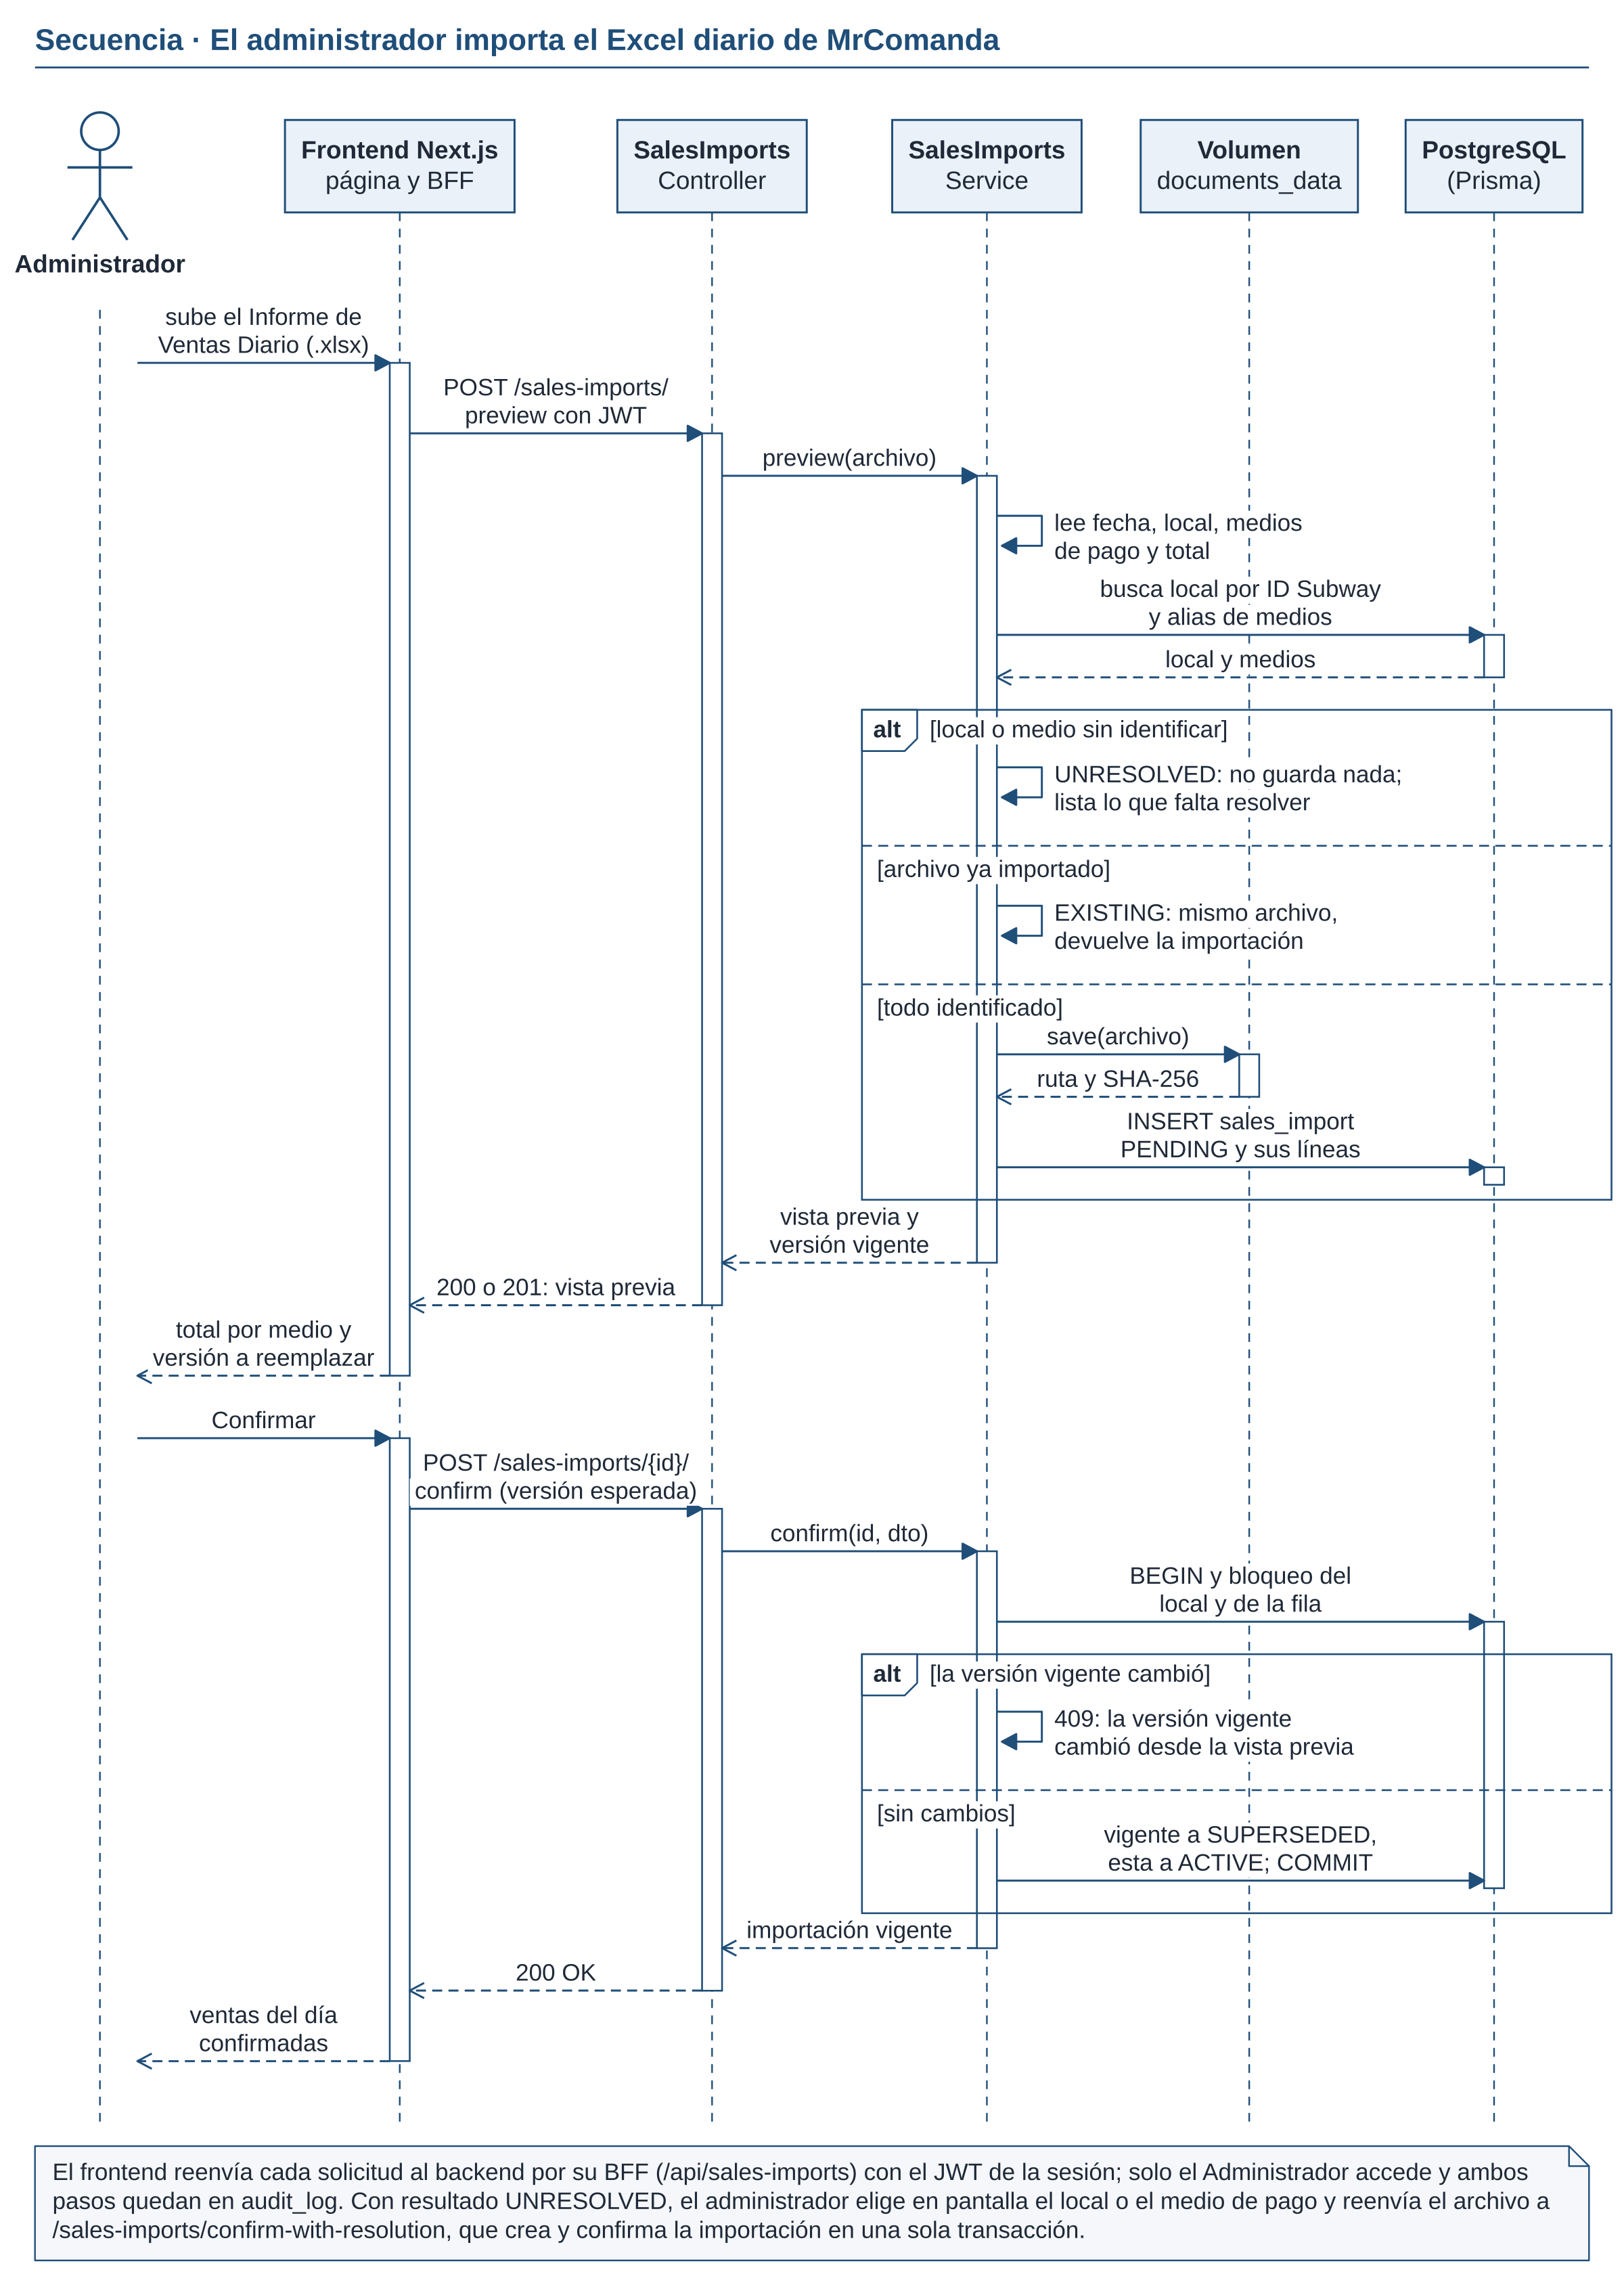 Secuencia · El administrador importa el Excel diario de MrComanda
Administrador
Frontend Next.js
página y BFF
SalesImports
Controller
SalesImports
Service
Volumen
documents_data
PostgreSQL
(Prisma)
sube el Informe de
Ventas Diario (.xlsx)
POST /sales-imports/
preview con JWT
preview(archivo)
lee fecha, local, medios
de pago y total
busca local por ID Subway
y alias de medios
local y medios
alt [local o medio sin identificar]
UNRESOLVED: no guarda nada;
lista lo que falta resolver
[archivo ya importado]
EXISTING: mismo archivo,
devuelve la importación
[todo identificado]
save(archivo)
ruta y SHA-256
INSERT sales_import
PENDING y sus líneas
vista previa y
versión vigente
200 o 201: vista previa
total por medio y
versión a reemplazar
Confirmar
POST /sales-imports/{id}/
confirm (versión esperada)
confirm(id, dto)
BEGIN y bloqueo del
local y de la fila
alt [la versión vigente cambió]
409: la versión vigente
cambió desde la vista previa
[sin cambios]
vigente a SUPERSEDED,
esta a ACTIVE; COMMIT
importación vigente
200 OK
ventas del día
confirmadas
El frontend reenvía cada solicitud al backend por su BFF (/api/sales-imports) con el JWT de la sesión; solo el Administrador accede y ambos
pasos quedan en audit_log. Con resultado UNRESOLVED, el administrador elige en pantalla el local o el medio de pago y reenvía el archivo a
/sales-imports/confirm-with-resolution, que crea y confirma la importación en una sola transacción.